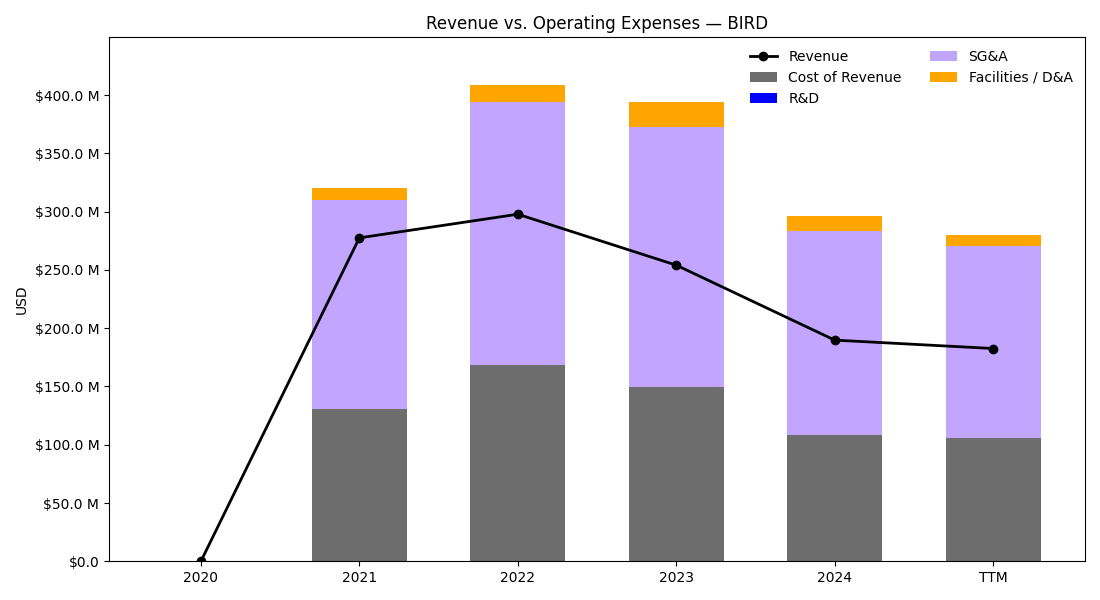 Revenue vs. Operating Expenses — BIRD
Revenue
Cost of Revenue
R&D
SG&A
Facilities / D&A
USD
$400.0 M
$350.0 M
$300.0 M
$250.0 M
$200.0 M
$150.0 M
$100.0 M
$50.0 M
$0.0
2020 2021 2022 2023 2024 TTM